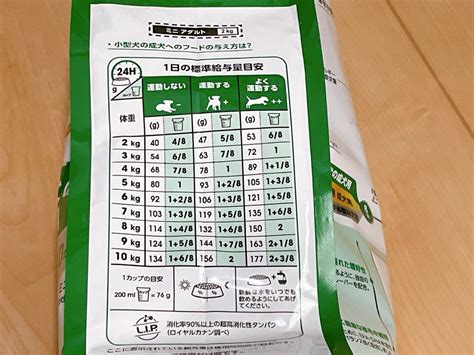 ミニ アダルト 2kg
・小型犬の成犬へのフードの与え方は?
24H
g
1日の標準給与量目安
運動しない 運動する よく運動する
+ ++
体重 (g) (g) (g)
2 kg 40 4/8 47 5/8 53 6/8
3 kg 54 5/8 63 6/8 72 1
4 kg 68 7/8 78 1 89 1+1/8
5 kg 80 1 93 1+2/8 106 1+3/8
6 kg 92 1+2/8 106 1+3/8 121 1+5/8
7 kg 103 1+3/8 119 1+5/8 136 1+6/8
8 kg 114 1+4/8 132 1+6/8 150 2
9 kg 124 1+5/8 144 1+7/8 163 2+1/8
10 kg 134 1+6/8 156 2 177 2+3/8
1カップの目安
200 ml = 76 g
新鮮な水をいつでも
飲めるようにしてあげ
てください。
L.I.P.
消化率90%以上の超高消化性タンパク
(ロイヤルカナン調べ)
の成犬用